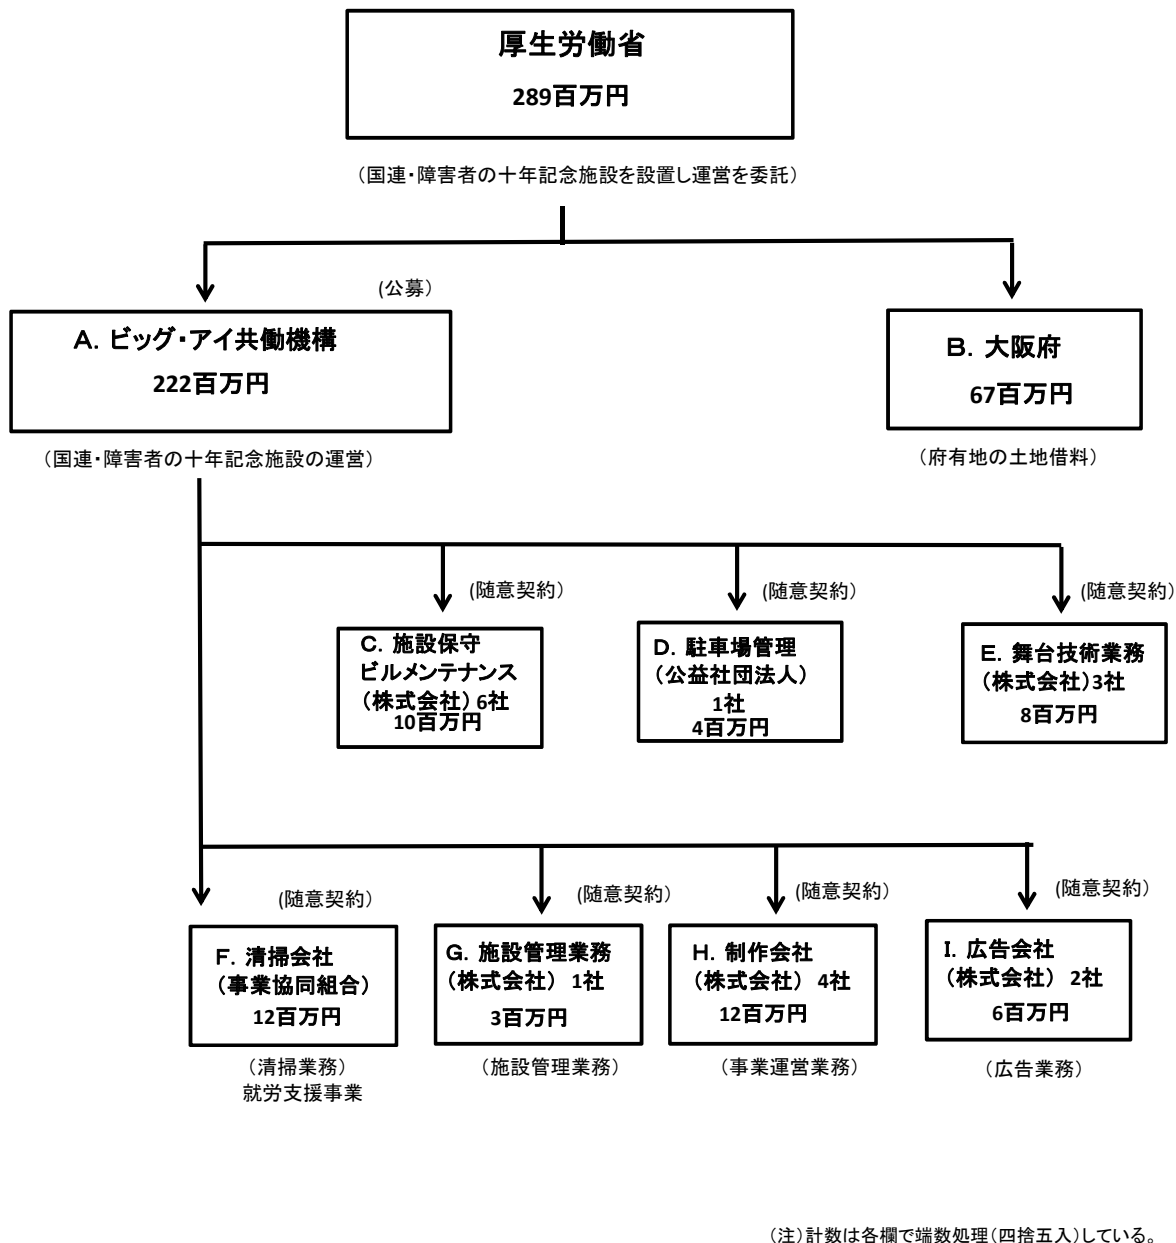 厚生労働省
289百万円
（国連・障害者の十年記念施設を設置し運営を委託）
(公募）
A．ビッグ・アイ共働機構
222百万円
（国連・障害者の十年記念施設の運営）
B．大阪府
67百万円
（府有地の土地借料）
(随意契約）
C．施設保守
ビルメンテナンス
（株式会社）6社
10百万円
(随意契約）
D．駐車場管理
（公益社団法人）
1社
4百万円
(随意契約）
E．舞台技術業務
（株式会社）3社
8百万円
(随意契約）
F．清掃会社
（事業協同組合）
12百万円
（清掃業務）
就労支援事業
(随意契約）
G．施設管理業務
（株式会社） 1社
3百万円
（施設管理業務）
(随意契約）
H．制作会社
（株式会社） 4社
12百万円
（事業運営業務）
(随意契約）
I．広告会社
（株式会社） 2社
6百万円
（広告業務）
（注）計数は各欄で端数処理（四捨五入）している。